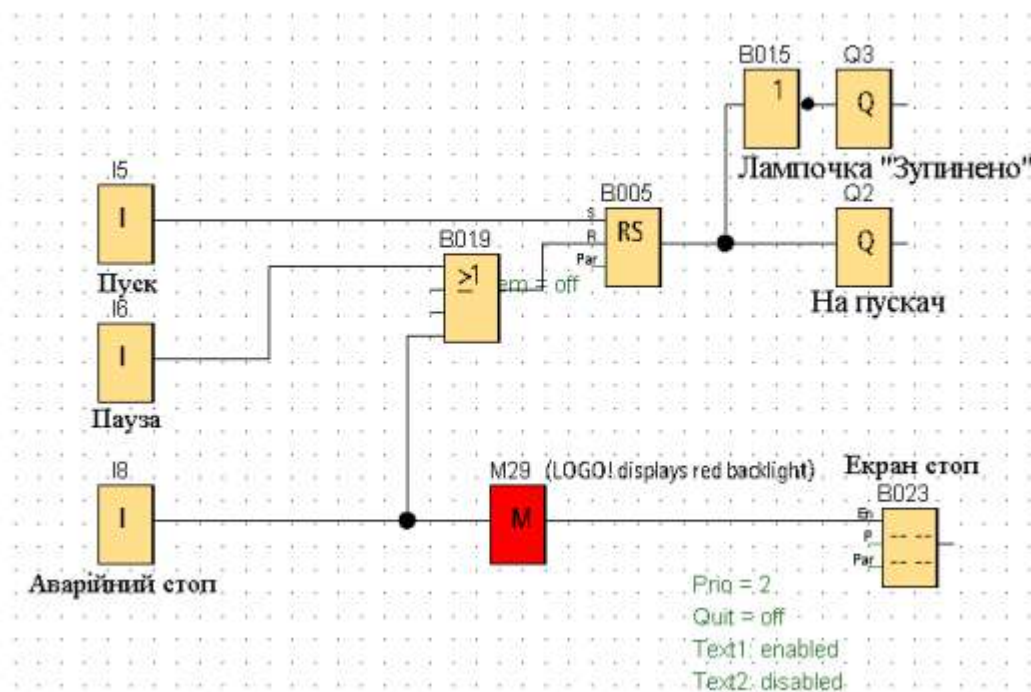 B015 Q3
1 Q
Лампочка "Зупинено"
I5
I
Пуск
B005
S
R
Par
RS
Q2
Q
На пускач
B019
≥1
em = off
I6
I
Пауза
I8
I
Аварійний стоп
M29 (LOGO! displays red backlight)
M
Екран стоп
B023
En
P
Par
Prio = 2
Quit = off
Text1: enabled
Text2: disabled